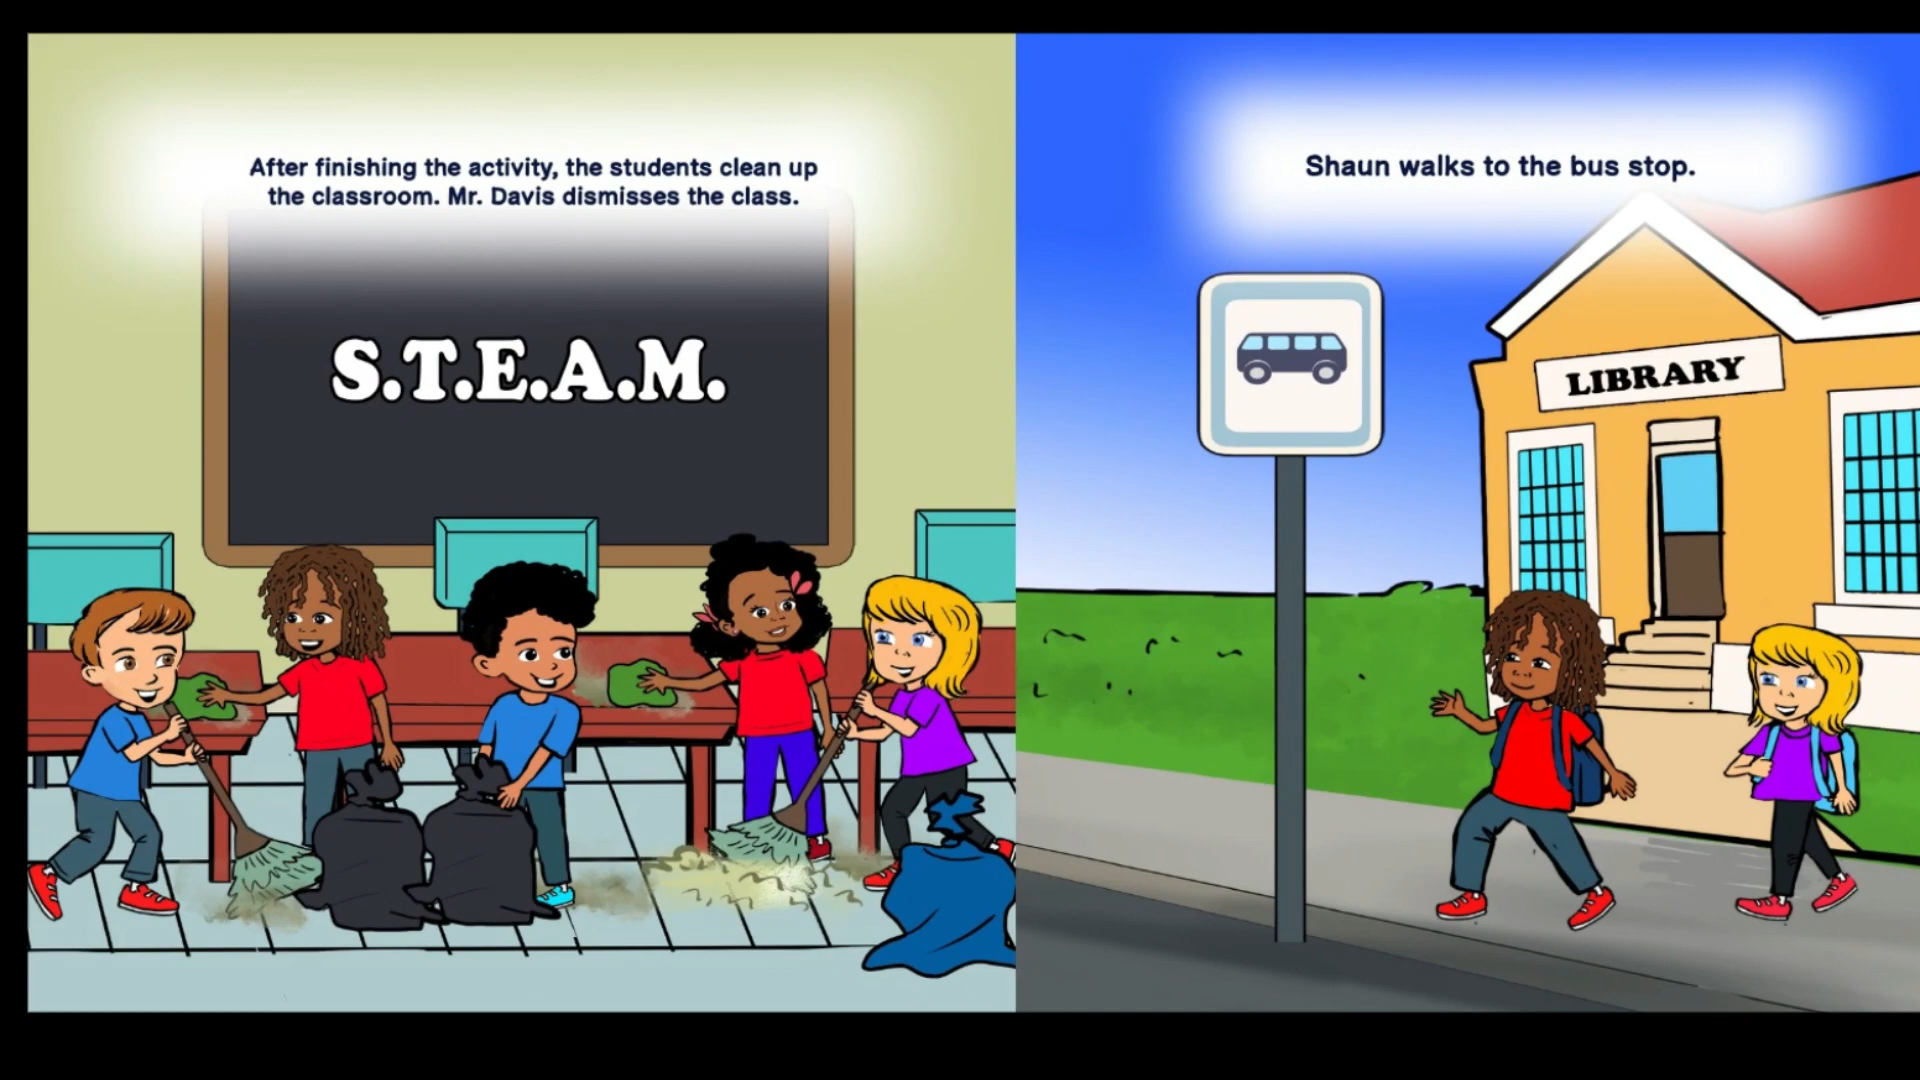 After finishing the activity, the students clean up
the classroom. Mr. Davis dismisses the class.
S.T.E.A.M.
Shaun walks to the bus stop.
LIBRARY